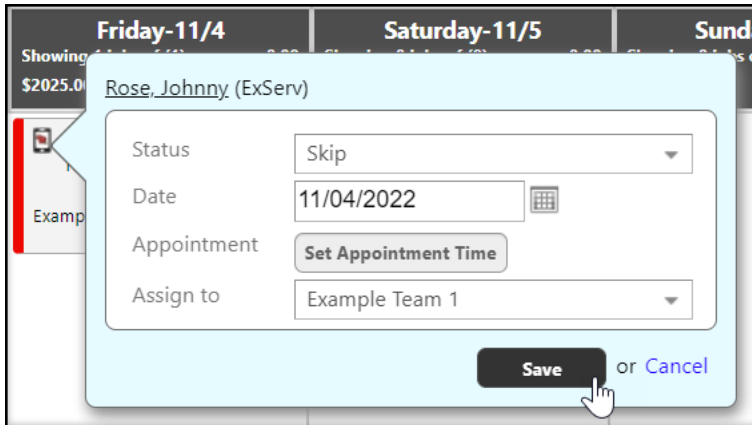 Friday-11/4
Saturday-11/5
Sund
Showing
$2025.0
Rose, Johnny (ExServ)
Status
Skip
Date
11/04/2022
Appointment
Set Appointment Time
Assign to
Example Team 1
Examp
Save or Cancel